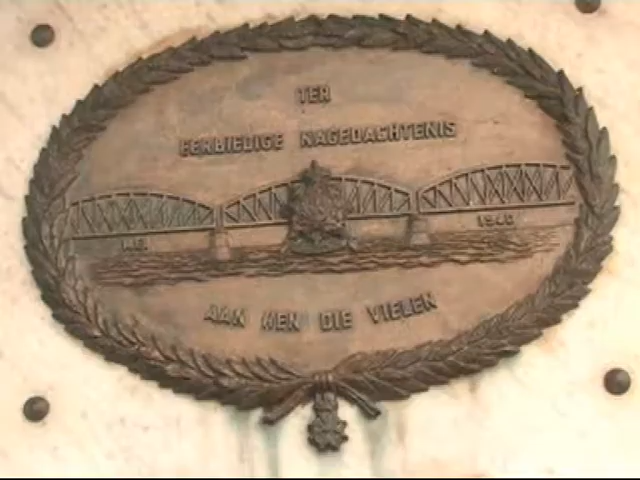 TER
EERBIEDIGE NAGEDACHTENIS
1940
AAN HEN DIE VIELEN